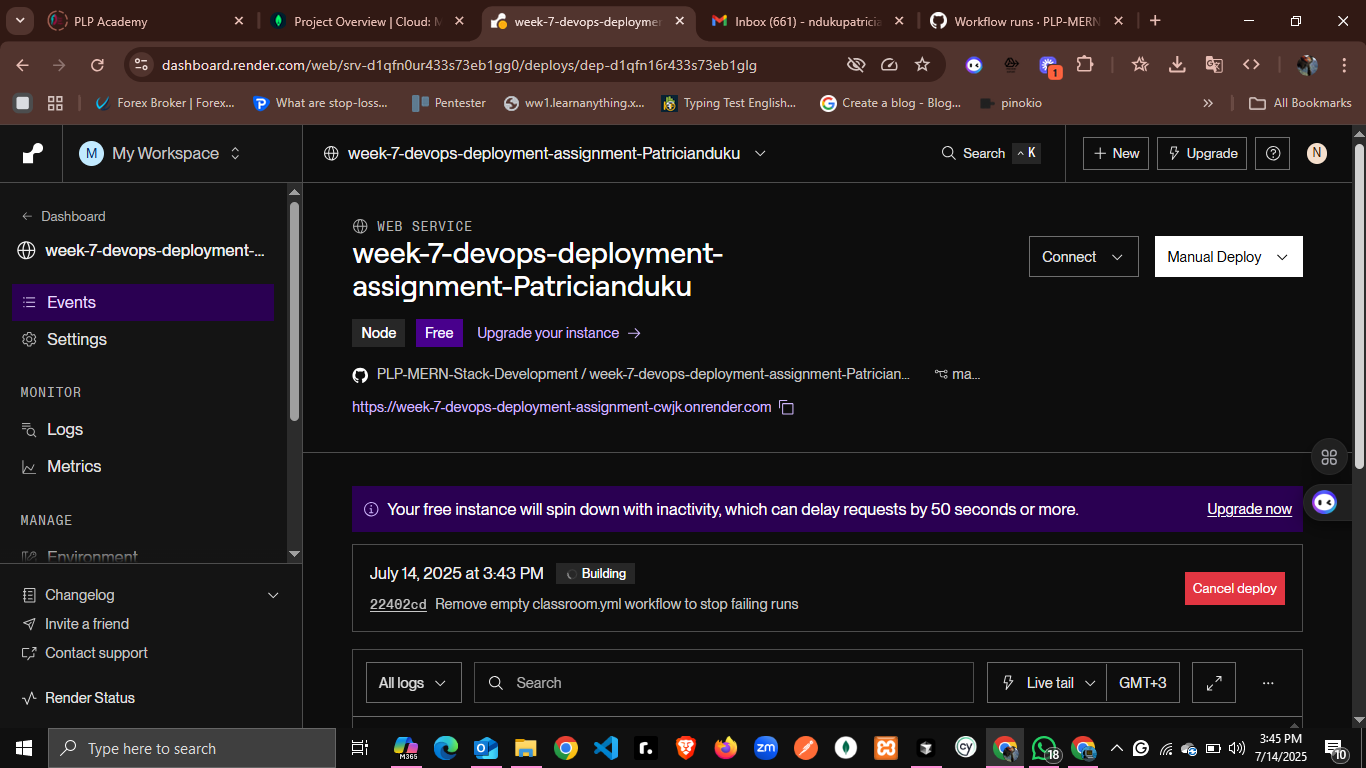 PLP Academy
Project Overview | Cloud: M
week-7-devops-deployme
Inbox (661) - ndukupatricia
Workflow runs · PLP-MERN
dashboard.render.com/web/srv-d1qfn0ur433s73eb1gg0/deploys/dep-d1qfn16r433s73eb1glg
1
Forex Broker | Forex...
What are stop-loss...
Pentester
ww1.learnanything.x...
Typing Test English...
Create a blog - Blog...
pinokio
»
All Bookmarks
M My Workspace
week-7-devops-deployment-assignment-Patricianduku
Search ^ K
+ New
Upgrade
N
← Dashboard
week-7-devops-deployment-...
Events
Settings
MONITOR
Logs
Metrics
MANAGE
Environment
Changelog
Invite a friend
Contact support
Render Status
WEB SERVICE
week-7-devops-deployment-
assignment-Patricianduku
Connect
Manual Deploy
Node
Free
Upgrade your instance →
PLP-MERN-Stack-Development / week-7-devops-deployment-assignment-Patrician...
ma...
https://week-7-devops-deployment-assignment-cwjk.onrender.com
Your free instance will spin down with inactivity, which can delay requests by 50 seconds or more.
Upgrade now
July 14, 2025 at 3:43 PM
Building
22402cd Remove empty classroom.yml workflow to stop failing runs
Cancel deploy
All logs
Search
Live tail
GMT+3
...
Type here to search
M365
zm
r.
CY
18
3:45 PM
7/14/2025
10